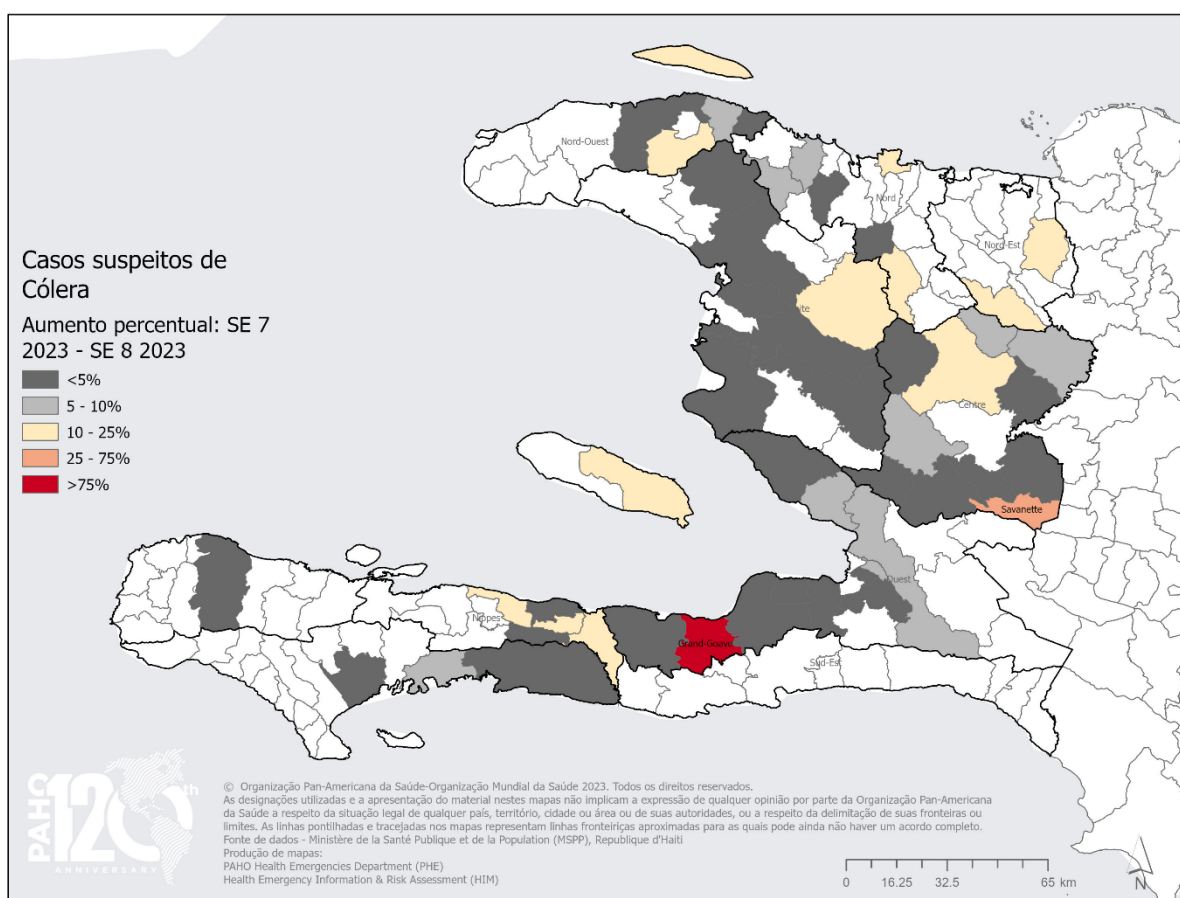 Nord-Ouest
Nord
Nord-Est
Casos suspeitos de
Cólera
Aumento percentual: SE 7
2023 - SE 8 2023
<5%
5 - 10%
10 - 25%
25 - 75%
>75%
Centre
Savanette
Ouest
Nippes
Grand-Goave
Sud-Est
PAHO
120th
ANNIVERSARY
© Organização Pan-Americana da Saúde-Organização Mundial da Saúde 2023. Todos os direitos reservados.
As designações utilizadas e a apresentação do material nestes mapas não implicam a expressão de qualquer opinião por parte da Organização Pan-Americana
da Saúde a respeito da situação legal de qualquer país, território, cidade ou área ou de suas autoridades, ou a respeito da delimitação de suas fronteiras ou
limites. As linhas pontilhadas e tracejadas nos mapas representam linhas fronteiriças aproximadas para as quais pode ainda não haver um acordo completo.
Fonte de dados - Ministère de la Santé Publique et de la Population (MSPP), Republique d'Haiti
Produção de mapas:
PAHO Health Emergencies Department (PHE)
Health Emergency Information & Risk Assessment (HIM)
0 16.25 32.5 65 km
N